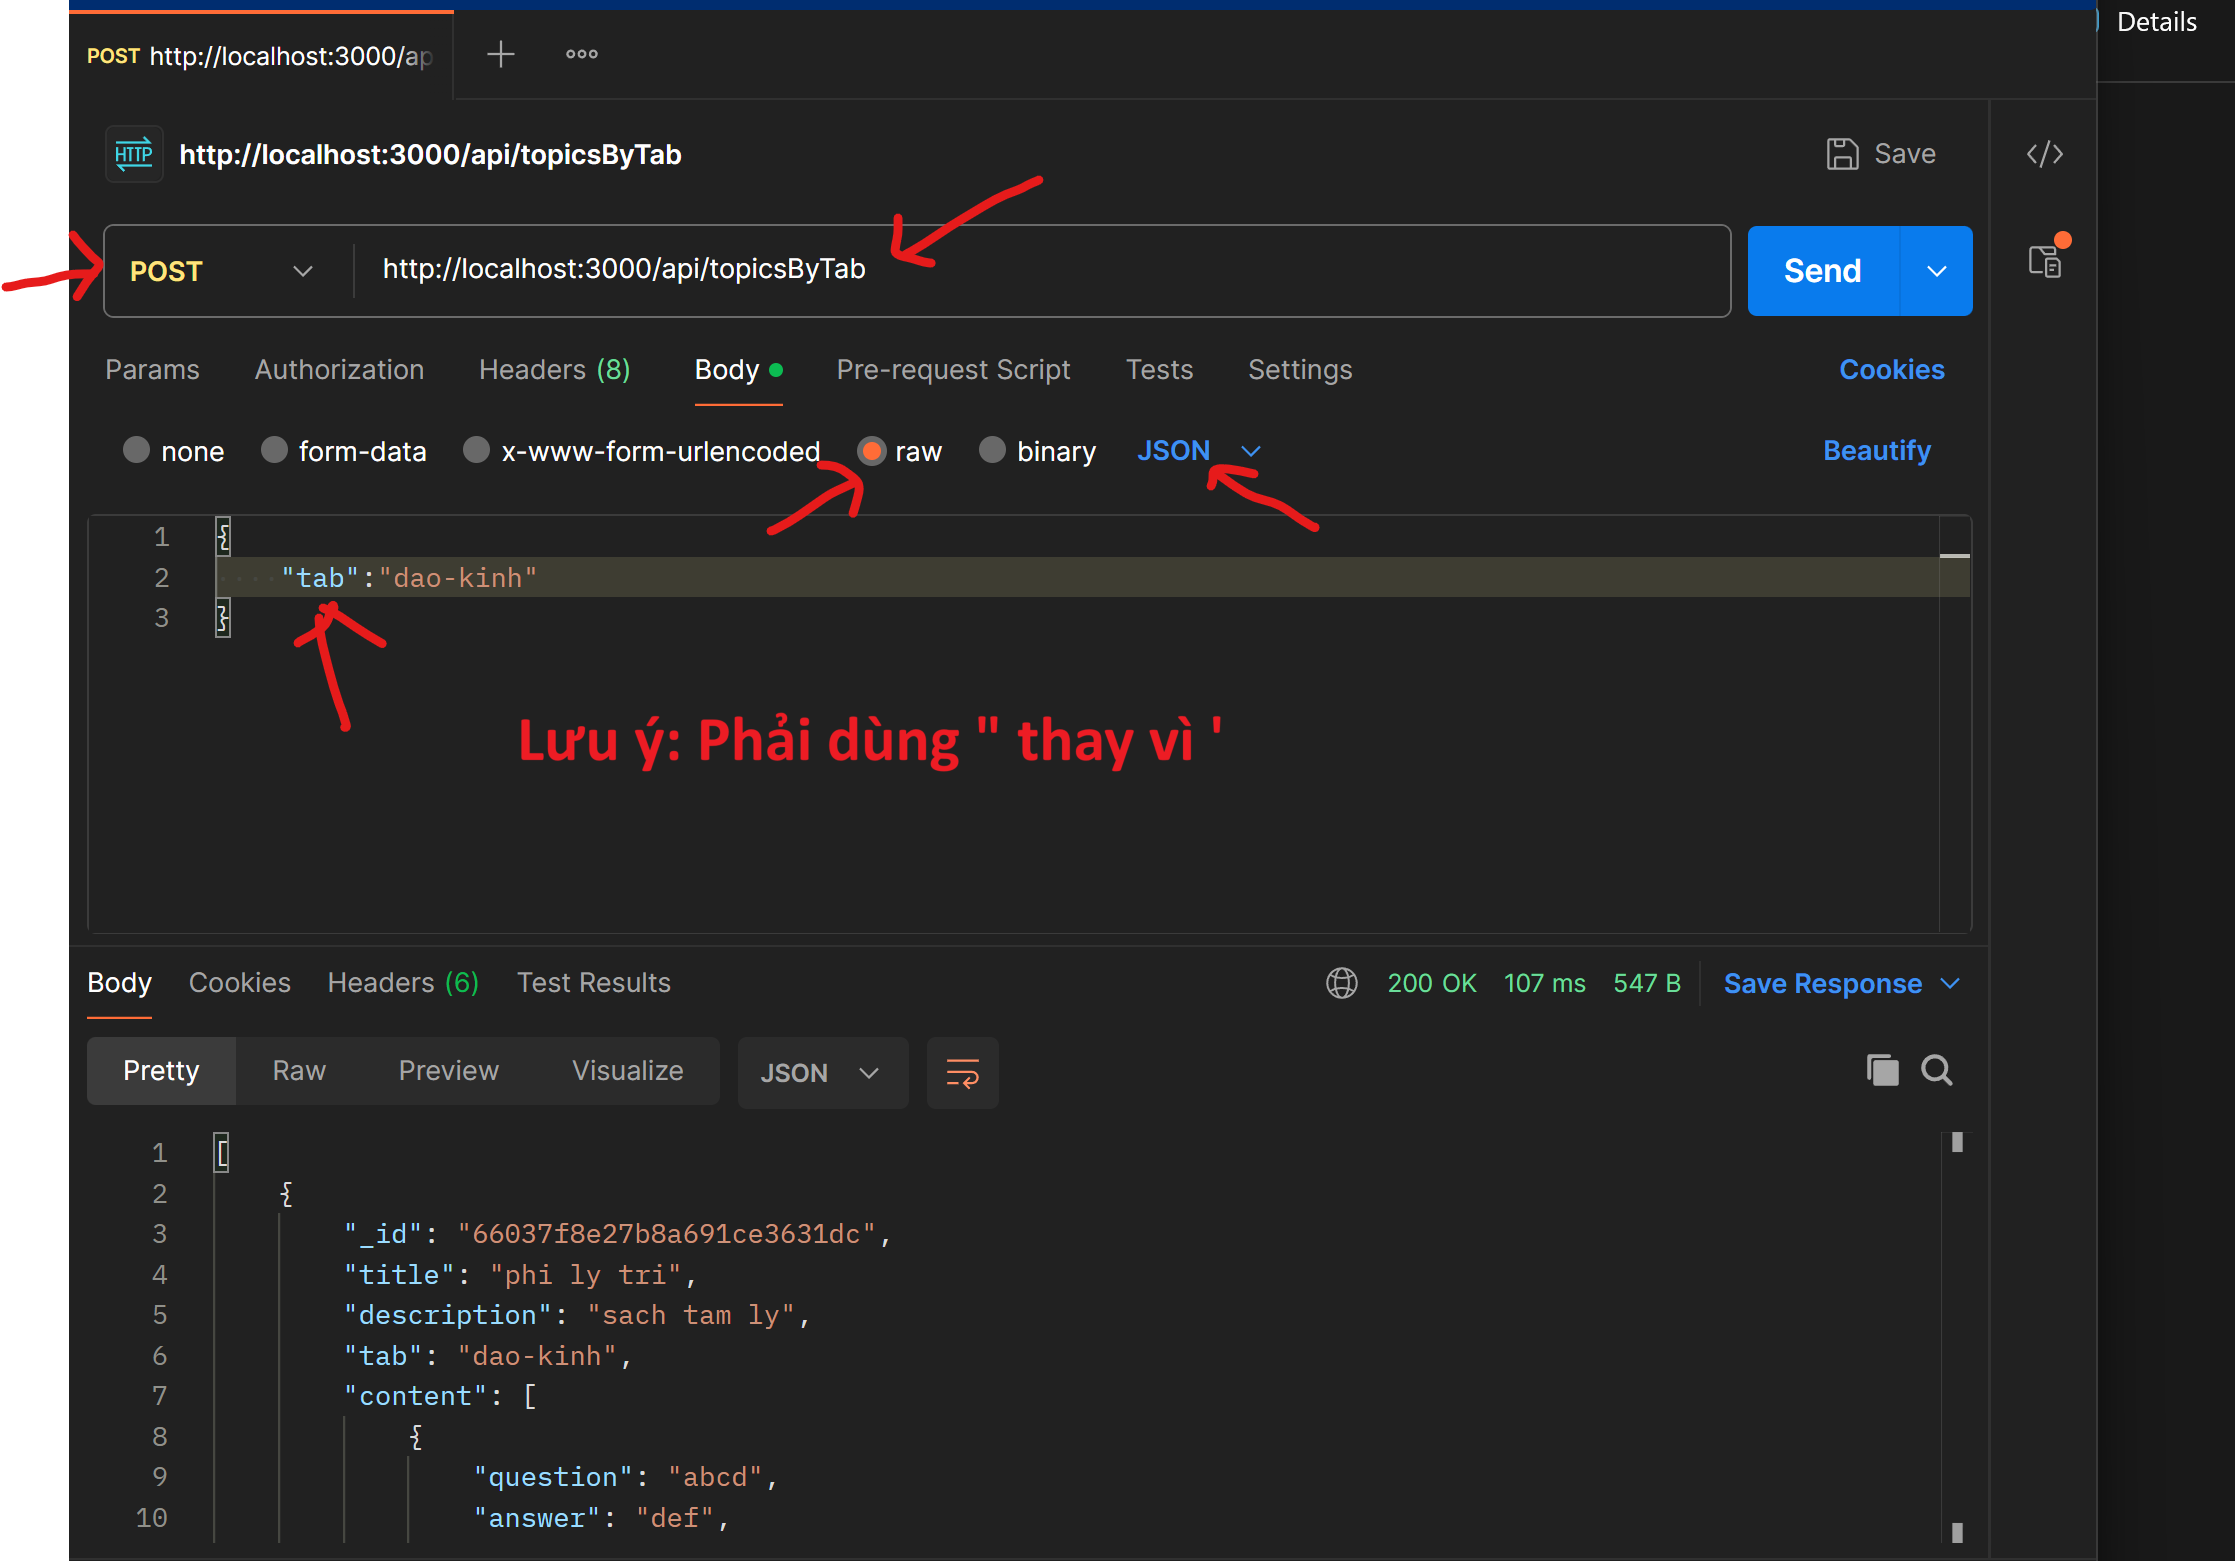 Details
POST http://localhost:3000/ap
HTTP http://localhost:3000/api/topicsByTab
Save
POST http://localhost:3000/api/topicsByTab
Send
Params Authorization Headers (8) Body Pre-request Script Tests Settings Cookies
none form-data x-www-form-urlencoded raw binary JSON Beautify
1 {
2 "tab":"dao-kinh"
3 }
Lưu ý: Phải dùng " thay vì '
Body Cookies Headers (6) Test Results 200 OK 107 ms 547 B Save Response
Pretty Raw Preview Visualize JSON
1 [
2 {
3 "_id": "66037f8e27b8a691ce3631dc",
4 "title": "phi ly tri",
5 "description": "sach tam ly",
6 "tab": "dao-kinh",
7 "content": [
8 {
9 "question": "abcd",
10 "answer": "def",